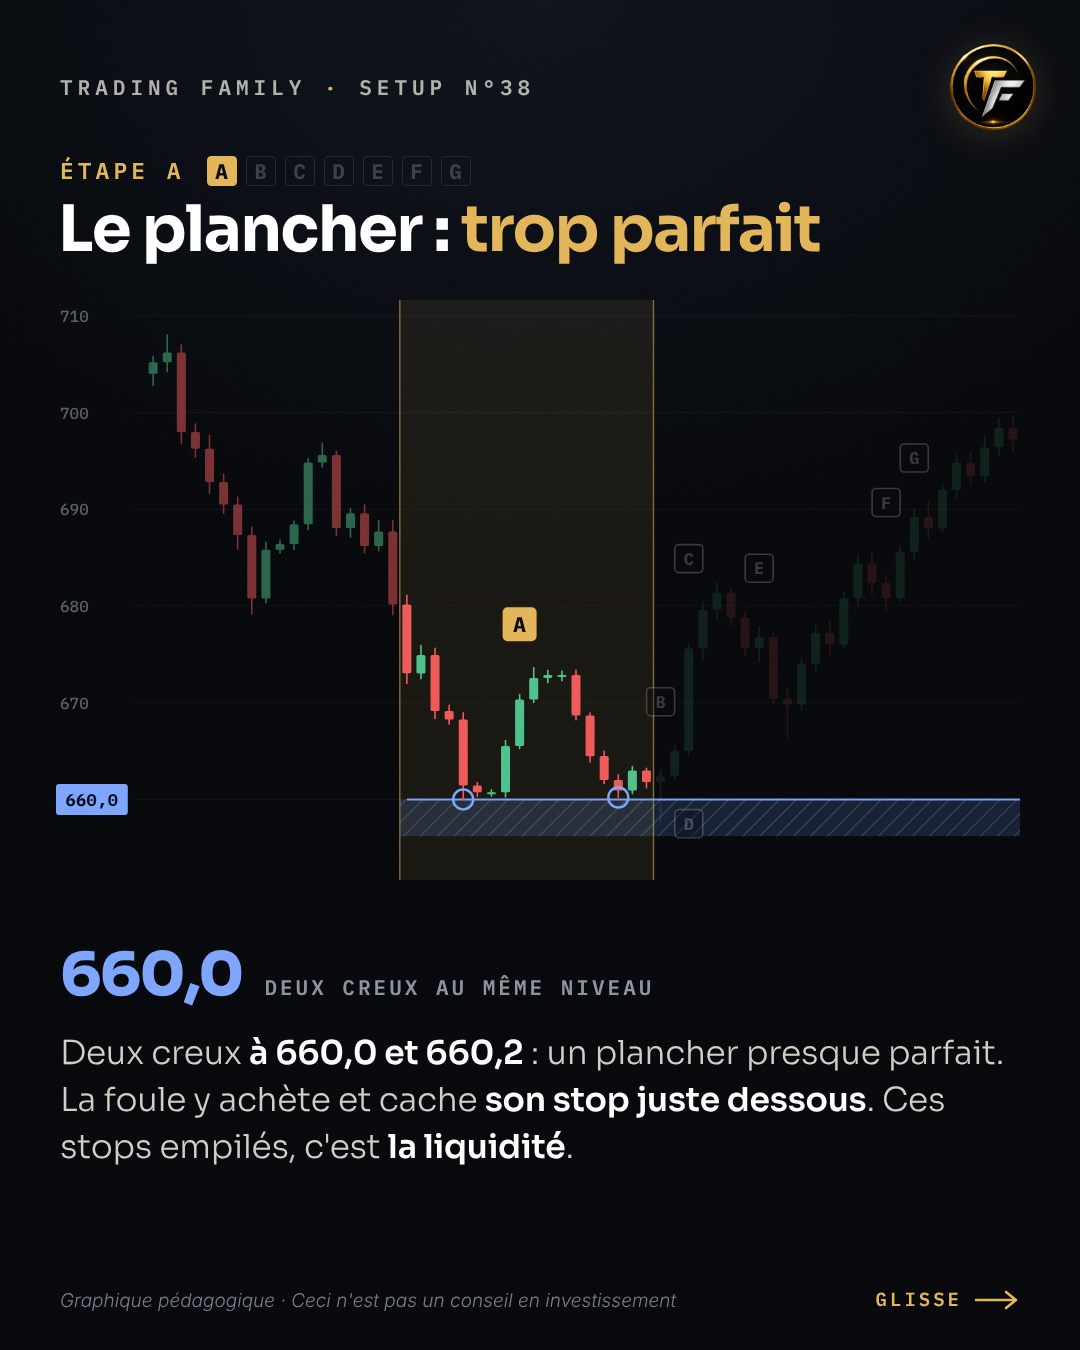 TRADING FAMILY · SETUP N°38
TF
ÉTAPE A A B C D E F G
Le plancher : trop parfait
710
700
690
680
670
660,0
A
B
C
D
E
F
G
660,0 DEUX CREUX AU MÊME NIVEAU
Deux creux à 660,0 et 660,2 : un plancher presque parfait.
La foule y achète et cache son stop juste dessous. Ces
stops empilés, c'est la liquidité.
Graphique pédagogique · Ceci n'est pas un conseil en investissement
GLISSE →